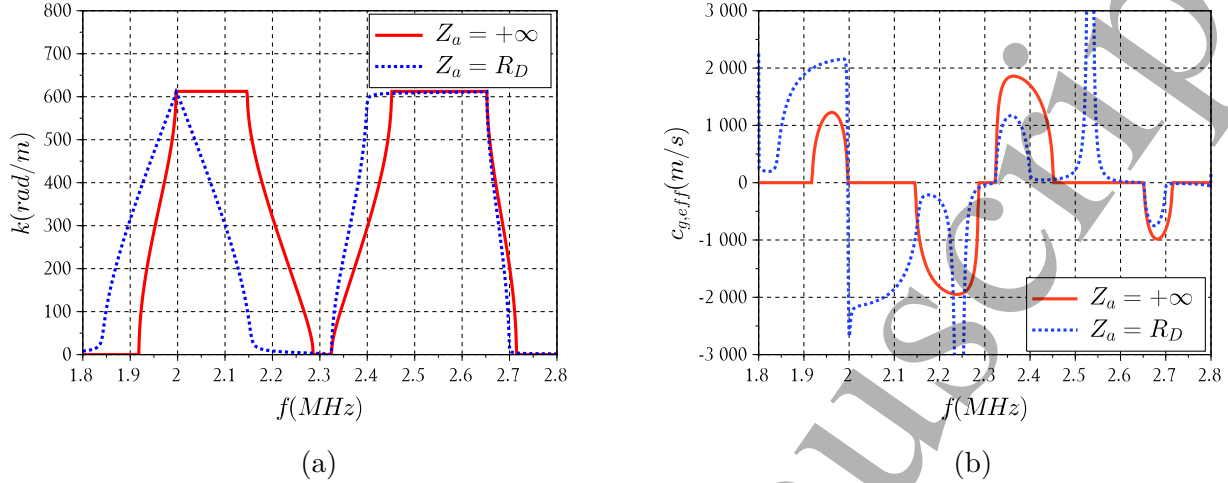 800
700
600
500
400
300
200
100
0
k(rad/m)
Z_a = +∞
Z_a = R_D
1.8 1.9 2 2.1 2.2 2.3 2.4 2.5 2.6 2.7 2.8
f(MHz)
(a)
3 000
2 000
1 000
0
-1 000
-2 000
-3 000
c_{g,eff}(m/s)
Z_a = +∞
Z_a = R_D
1.8 1.9 2 2.1 2.2 2.3 2.4 2.5 2.6 2.7 2.8
f(MHz)
(b)
uscrip